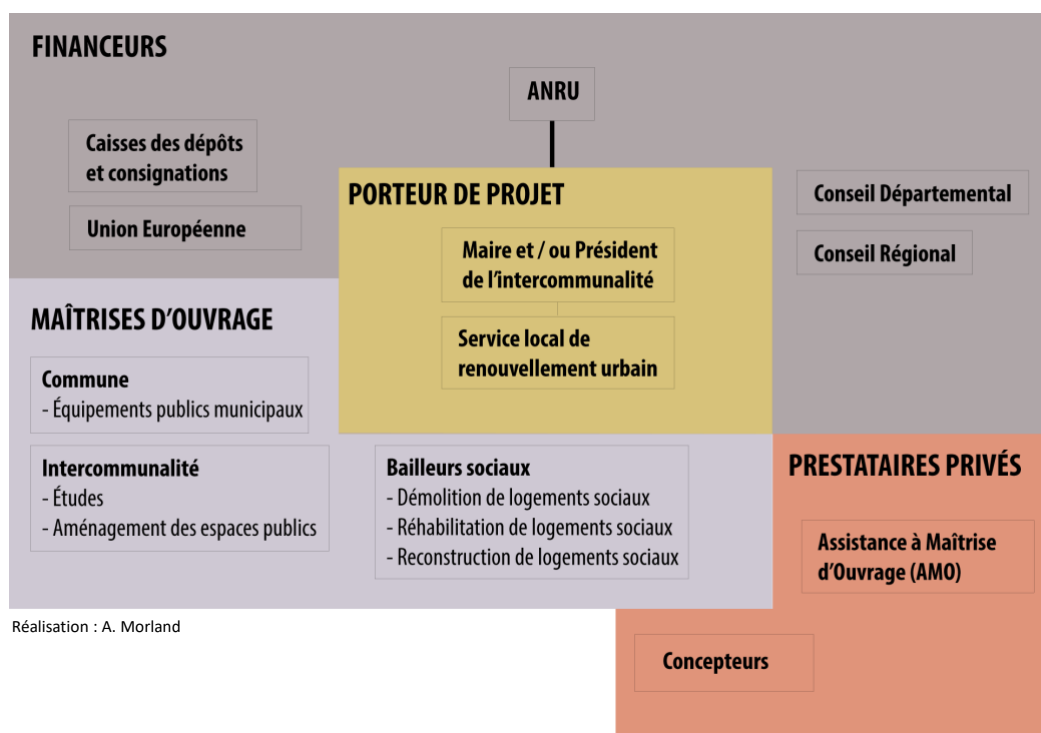 FINANCEURS
ANRU
Caisses des dépôts
et consignations
Union Européenne
PORTEUR DE PROJET
Maire et / ou Président
de l'intercommunalité
Service local de
renouvellement urbain
Conseil Départemental
Conseil Régional
MAÎTRISES D'OUVRAGE
Commune
- Équipements publics municipaux
Intercommunalité
- Études
- Aménagement des espaces publics
Bailleurs sociaux
- Démolition de logements sociaux
- Réhabilitation de logements sociaux
- Reconstruction de logements sociaux
PRESTATAIRES PRIVÉS
Assistance à Maîtrise
d'Ouvrage (AMO)
Concepteurs
Réalisation : A. Morland